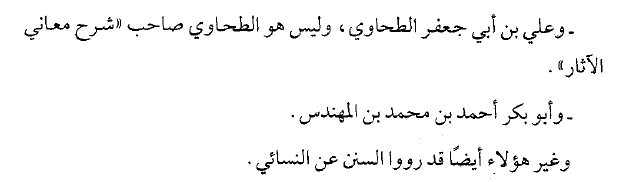 ـ وعلي بن أبي جعفر الطحاوي، وليس هو الطحاوي صاحب «شرح معاني
الآثار».
ـ وأبو بكر أحمد بن محمد بن المهندس.
وغير هؤلاء أيضًا قد رووا السنن عن النسائي.